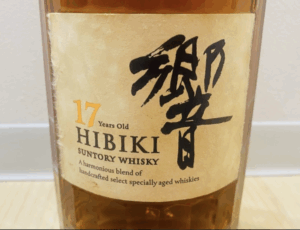 響
17 Years Old
HIBIKI
SUNTORY WHISKY
A harmonious blend of
handcrafted select specially aged whiskies